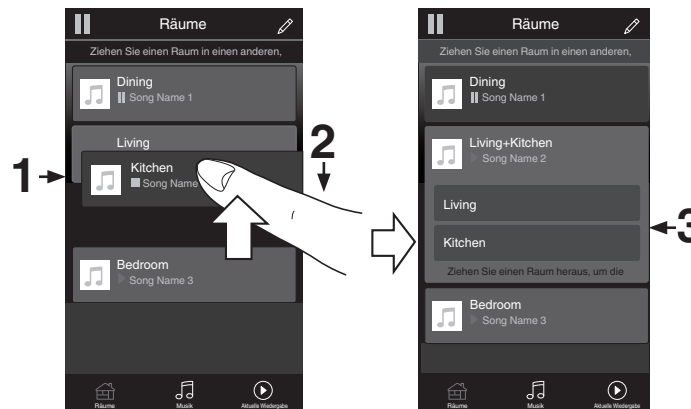 Räume
Ziehen Sie einen Raum in einen anderen,
Dining
Song Name 1
Living
Kitchen
Song Name
Bedroom
Song Name 3
Räume
Musik
Aktuelle Wiedergabe
1
2
Räume
Ziehen Sie einen Raum in einen anderen,
Dining
Song Name 1
Living+Kitchen
Song Name 2
Living
Kitchen
Ziehen Sie einen Raum heraus, um die
Bedroom
Song Name 3
Räume
Musik
Aktuelle Wiedergabe
3